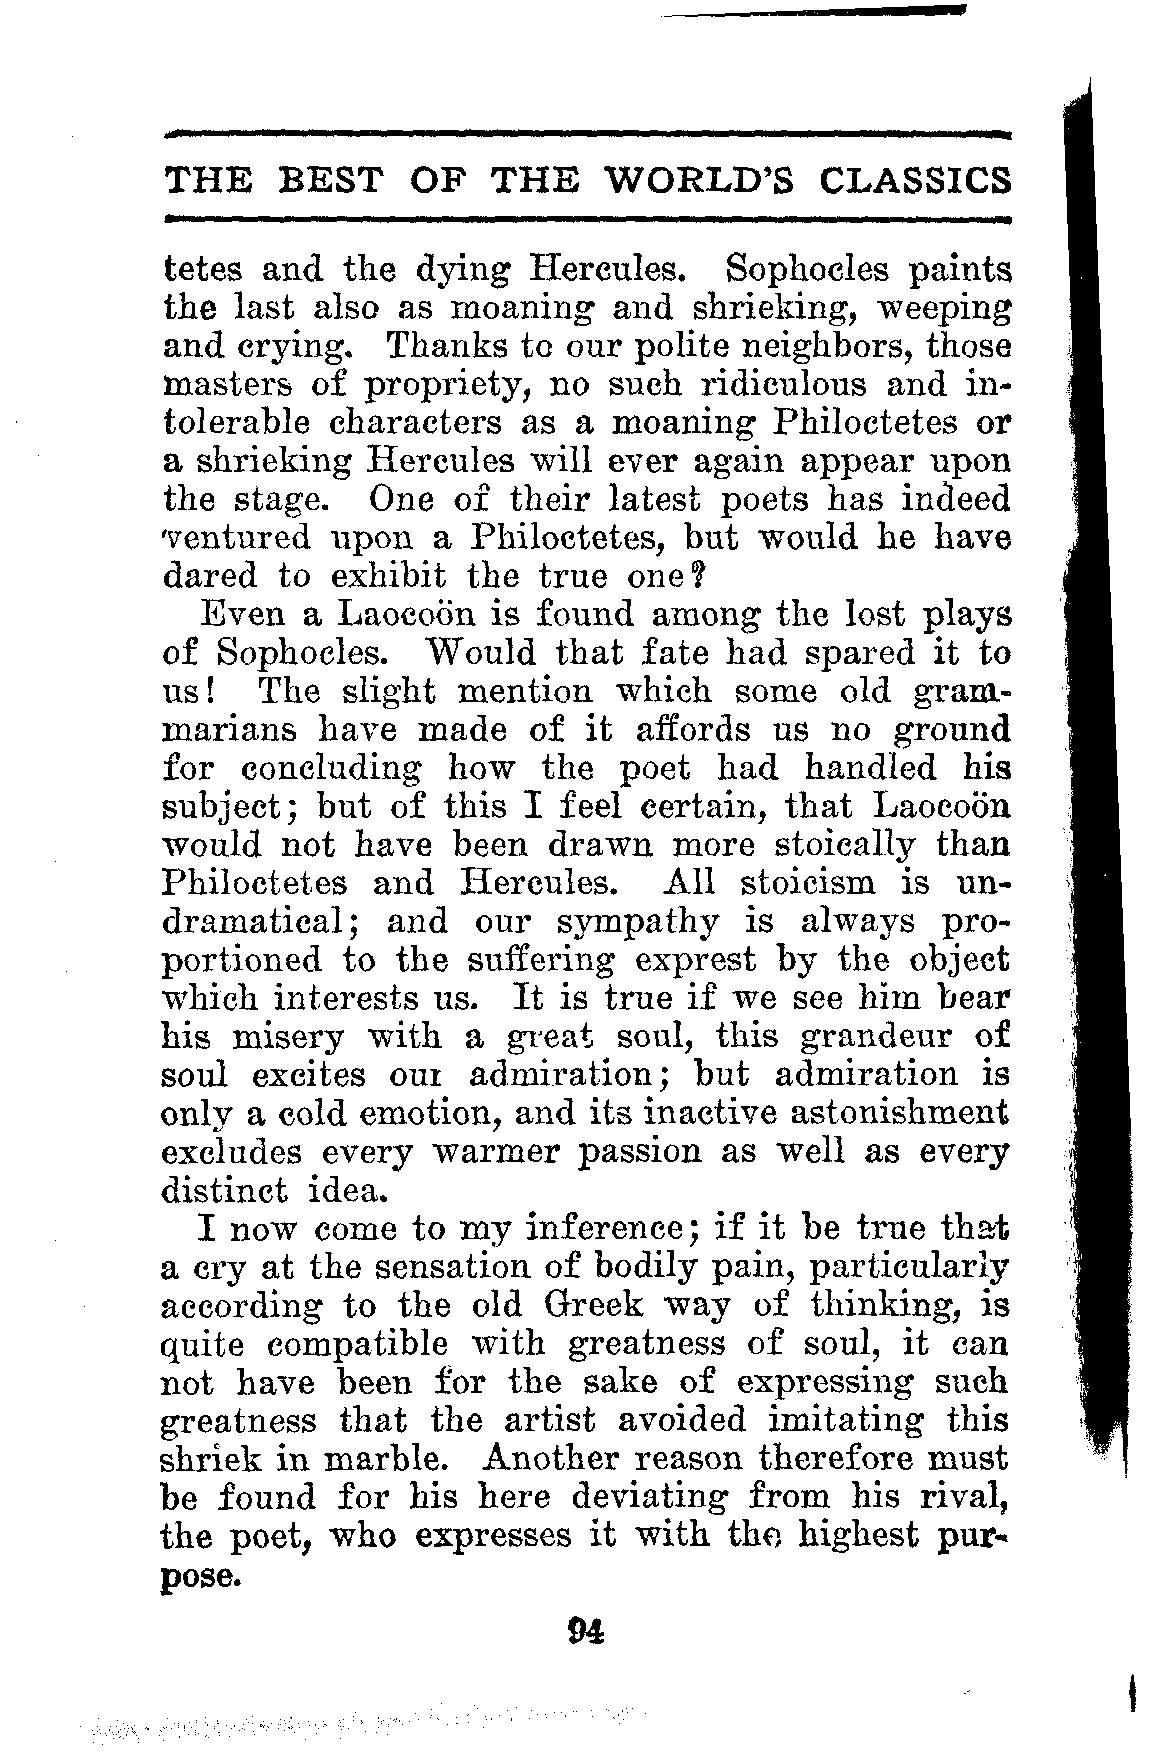 THE BEST OF THE WORLD'S CLASSICS
tetes and the dying Hercules. Sophocles paints
the last also as moaning and shrieking, weeping
and crying. Thanks to our polite neighbors, those
masters of propriety, no such ridiculous and in-
tolerable characters as a moaning Philoctetes or
a shrieking Hercules will ever again appear upon
the stage. One of their latest poets has indeed
ventured upon a Philoctetes, but would he have
dared to exhibit the true one?
Even a Laocoön is found among the lost plays
of Sophocles. Would that fate had spared it to
us! The slight mention which some old gram-
marians have made of it affords us no ground
for concluding how the poet had handled his
subject; but of this I feel certain, that Laocoön
would not have been drawn more stoically than
Philoctetes and Hercules. All stoicism is un-
dramatical; and our sympathy is always pro-
portioned to the suffering exprest by the object
which interests us. It is true if we see him bear
his misery with a great soul, this grandeur of
soul excites our admiration; but admiration is
only a cold emotion, and its inactive astonishment
excludes every warmer passion as well as every
distinct idea.
I now come to my inference; if it be true that
a cry at the sensation of bodily pain, particularly
according to the old Greek way of thinking, is
quite compatible with greatness of soul, it can
not have been for the sake of expressing such
greatness that the artist avoided imitating this
shriek in marble. Another reason therefore must
be found for his here deviating from his rival,
the poet, who expresses it with the highest pur-
pose.
94